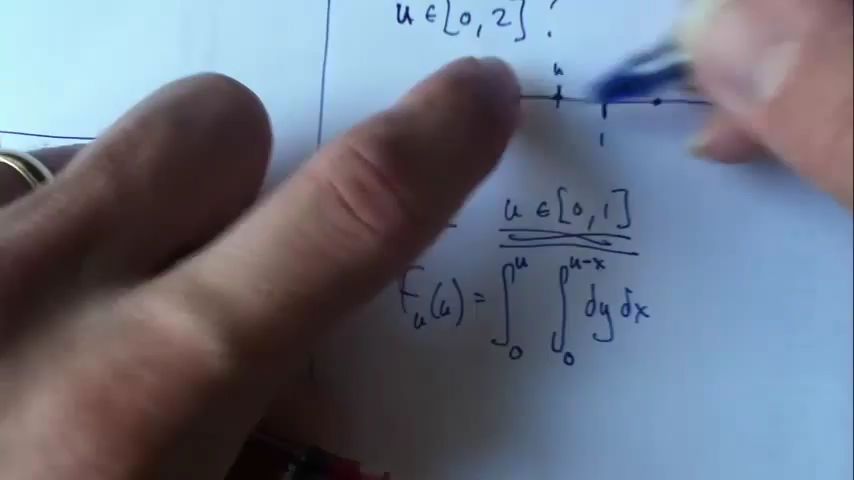 u ∈ [0, 2] ?
u
1
u ∈ [0, 1]
F_u(u) = ∫_0^u ∫_0^{u-x} dy dx